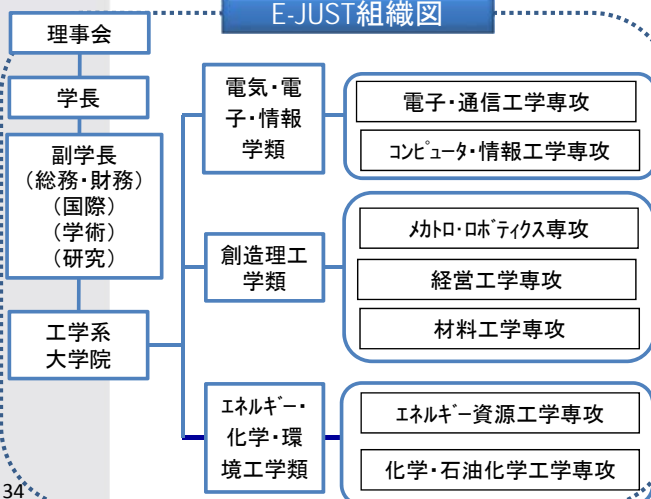 E-JUST組織図
理事会
学長
副学長
（総務・財務）
（国際）
（学術）
（研究）
工学系
大学院
電気・電
子・情報
学類
電子・通信工学専攻
ｺﾝﾋﾟｭｰﾀ・情報工学専攻
創造理工
学類
ﾒｶﾄﾛ・ﾛﾎﾞﾃｨｸｽ専攻
経営工学専攻
材料工学専攻
ｴﾈﾙｷﾞｰ・
化学・環
境工学類
ｴﾈﾙｷﾞｰ資源工学専攻
化学・石油化学工学専攻
34